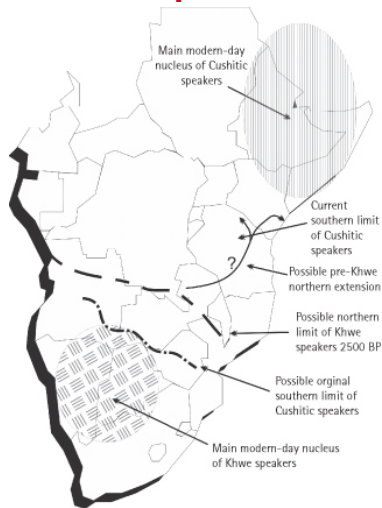 Main modern-day
nucleus of Cushitic
speakers
Current
southern limit
of Cushitic
speakers
?
Possible pre-Khwe
northern extension
Possible northern
limit of Khwe
speakers 2500 BP
Possible orginal
southern limit of
Cushitic speakers
Main modern-day nucleus
of Khwe speakers